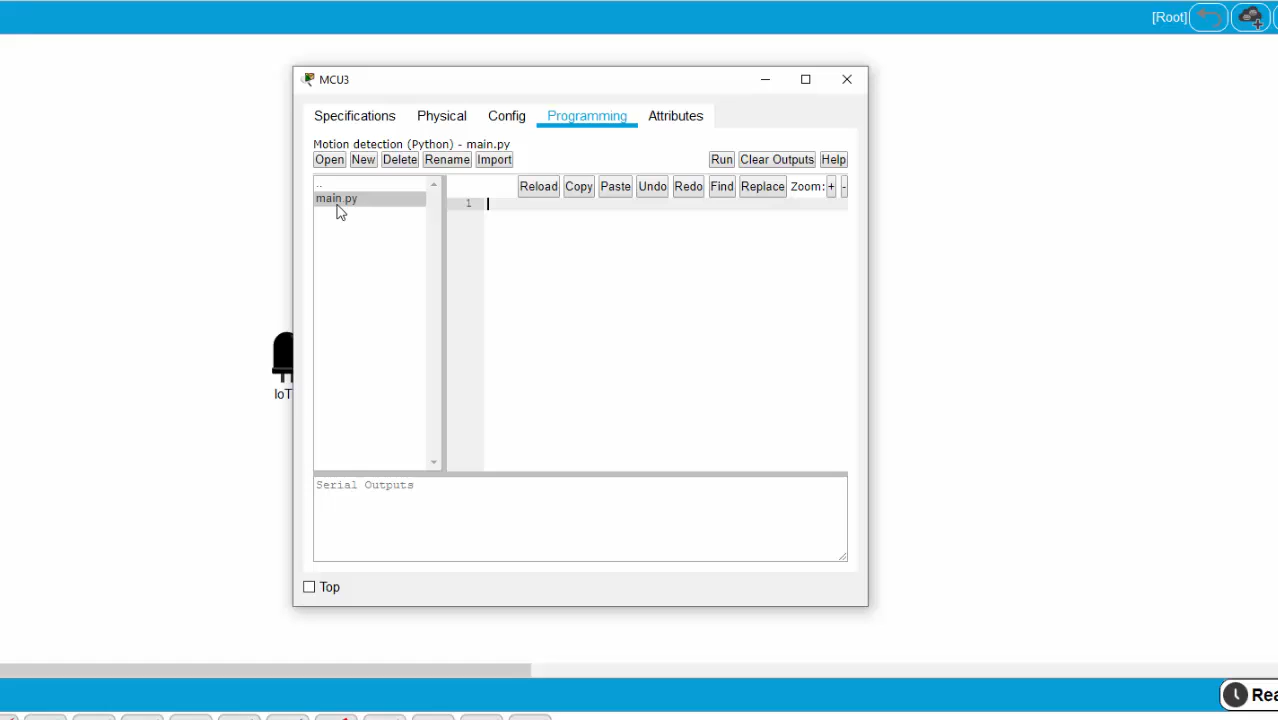 [Root]
MCU3
Specifications Physical Config Programming Attributes
Motion detection (Python) - main.py
Open New Delete Rename Import Run Clear Outputs Help
..
Reload Copy Paste Undo Redo Find Replace Zoom: + -
main.py
1
IoT
Serial Outputs
Top
Rea